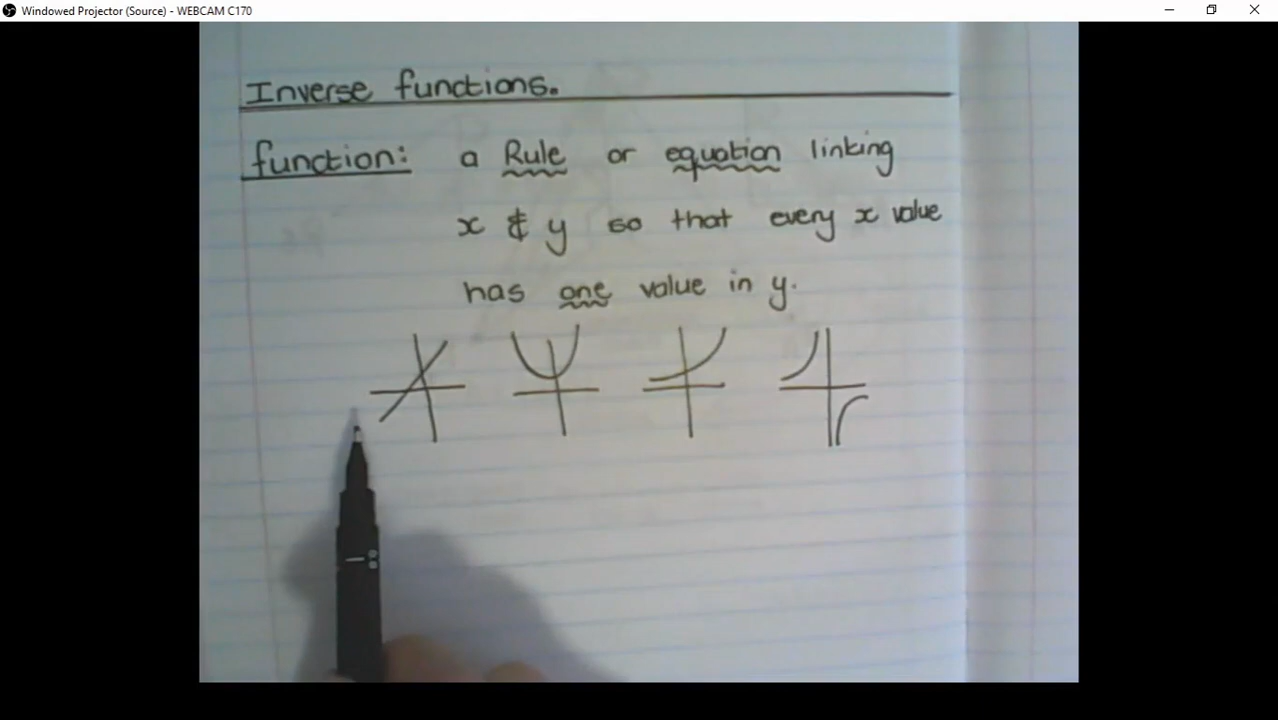 Windowed Projector (Source) - WEBCAM C170
Inverse functions.
function: a Rule or equation linking
x & y so that every x value
has one value in y.